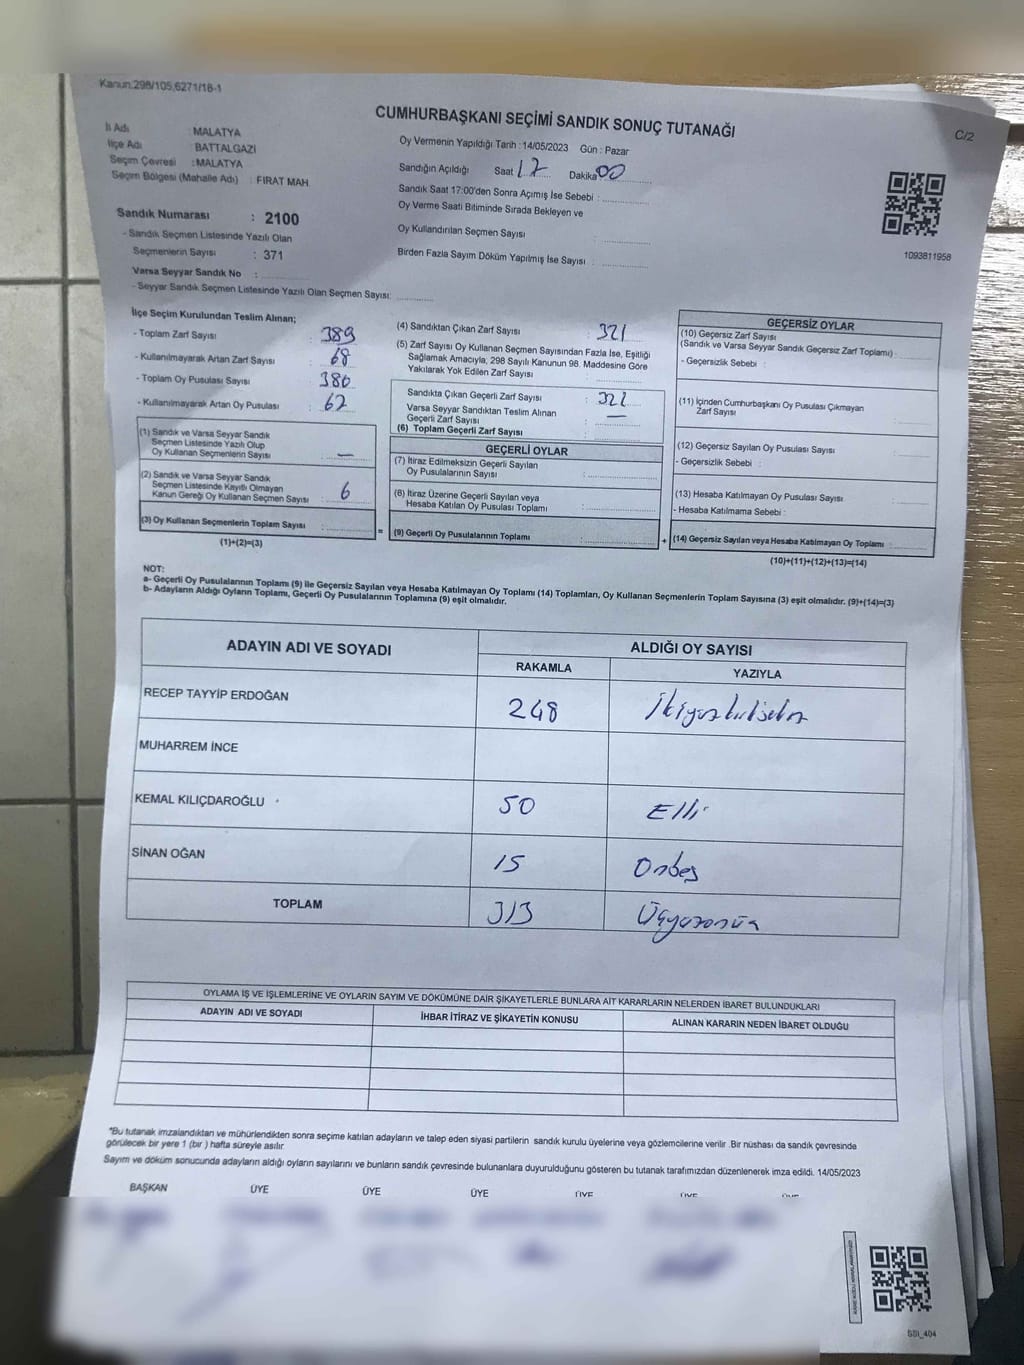 Kanun.298/105,6271/18-1
CUMHURBAŞKANI SEÇİMİ SANDIK SONUÇ TUTANAĞI
C/2
İl Adı : MALATYA
İlçe Adı : BATTALGAZİ
Seçim Çevresi : MALATYA
Seçim Bölgesi (Mahalle Adı) : FIRAT MAH.
Sandık Numarası : 2100
- Sandık Seçmen Listesinde Yazılı Olan
Seçmenlerin Sayısı : 371
Varsa Seyyar Sandık No :
- Seyyar Sandık Seçmen Listesinde Yazılı Olan Seçmen Sayısı:
Oy Vermenin Yapıldığı Tarih : 14/05/2023 Gün : Pazar
Sandığın Açıldığı Saat 17 Dakika 00
Sandık Saat 17:00'den Sonra Açımış İse Sebebi :
Oy Verme Saati Bitiminde Sırada Bekleyen ve
Oy Kullandırılan Seçmen Sayısı :
Birden Fazla Sayım Döküm Yapılmış İse Sayısı :
1093811958
İlçe Seçim Kurulundan Teslim Alınan;
- Toplam Zarf Sayısı : 389
- Kullanılmayarak Artan Zarf Sayısı : 68
- Toplam Oy Pusulası Sayısı : 380
- Kullanılmayarak Artan Oy Pusulası : 62
(1) Sandık ve Varsa Seyyar Sandık
Seçmen Listesinde Yazılı Olup
Oy Kullanan Seçmenlerin Sayısı : —
(2) Sandık ve Varsa Seyyar Sandık
Seçmen Listesinde Kayıtlı Olmayan
Kanun Gereği Oy Kullanan Seçmen Sayısı : 6
(3) Oy Kullanan Seçmenlerin Toplam Sayısı :
(1)+(2)=(3)
(4) Sandıktan Çıkan Zarf Sayısı : 321
(5) Zarf Sayısı Oy Kullanan Seçmen Sayısından Fazla İse, Eşitliği
Sağlamak Amacıyla, 298 Sayılı Kanunun 98. Maddesine Göre
Yakılarak Yok Edilen Zarf Sayısı :
Sandıkta Çıkan Geçerli Zarf Sayısı : 321
Varsa Seyyar Sandıktan Teslim Alınan
Geçerli Zarf Sayısı : —
(6) Toplam Geçerli Zarf Sayısı :
GEÇERLİ OYLAR
(7) İtiraz Edilmeksizin Geçerli Sayılan
Oy Pusulalarının Sayısı :
(8) İtiraz Üzerine Geçerli Sayılan veya
Hesaba Katılan Oy Pusulası Toplamı :
= (9) Geçerli Oy Pusulalarının Toplamı :
GEÇERSİZ OYLAR
(10) Geçersiz Zarf Sayısı
(Sandık ve Varsa Seyyar Sandık Geçersiz Zarf Toplamı) :
- Geçersizlik Sebebi :
(11) İçinden Cumhurbaşkanı Oy Pusulası Çıkmayan
Zarf Sayısı :
(12) Geçersiz Sayılan Oy Pusulası Sayısı :
- Geçersizlik Sebebi :
(13) Hesaba Katılmayan Oy Pusulası Sayısı :
- Hesaba Katılmama Sebebi :
+ (14) Geçersiz Sayılan veya Hesaba Katılmayan Oy Toplamı :
(10)+(11)+(12)+(13)=(14)
NOT:
a- Geçerli Oy Pusulalarının Toplamı (9) ile Geçersiz Sayılan veya Hesaba Katılmayan Oy Toplamı (14) Toplamları, Oy Kullanan Seçmenlerin Toplam Sayısına (3) eşit olmalıdır. (9)+(14)=(3)
b- Adayların Aldığı Oyların Toplamı, Geçerli Oy Pusulalarının Toplamına (9) eşit olmalıdır.
ADAYIN ADI VE SOYADI ALDIĞI OY SAYISI
RAKAMLA YAZIYLA
RECEP TAYYİP ERDOĞAN 248 İkiyüzkırksekiz
MUHARREM İNCE
KEMAL KILIÇDAROĞLU 50 Elli
SİNAN OĞAN 15 Onbeş
TOPLAM 313 Üçyüzonüç
OYLAMA İŞ VE İŞLEMLERİNE VE OYLARIN SAYIM VE DÖKÜMÜNE DAİR ŞİKAYETLERLE BUNLARA AİT KARARLARIN NELERDEN İBARET BULUNDUKLARI
ADAYIN ADI VE SOYADI İHBAR İTİRAZ VE ŞİKAYETİN KONUSU ALINAN KARARIN NEDEN İBARET OLDUĞU
*Bu tutanak imzalandıktan ve mühürlendikten sonra seçime katılan adayların ve talep eden siyasi partilerin sandık kurulu üyelerine veya gözlemcilerine verilir .Bir nüshası da sandık çevresinde
görülecek bir yere 1 (bir ) hafta süreyle asılır.
Sayım ve döküm sonucunda adayların aldığı oyların sayılarını ve bunların sandık çevresinde bulunanlara duyurulduğunu gösteren bu tutanak tarafımızdan düzenlenerek imza edildi. 14/05/2023
BAŞKAN ÜYE ÜYE ÜYE ÜYE ÜYE ÜYE
SSI_404